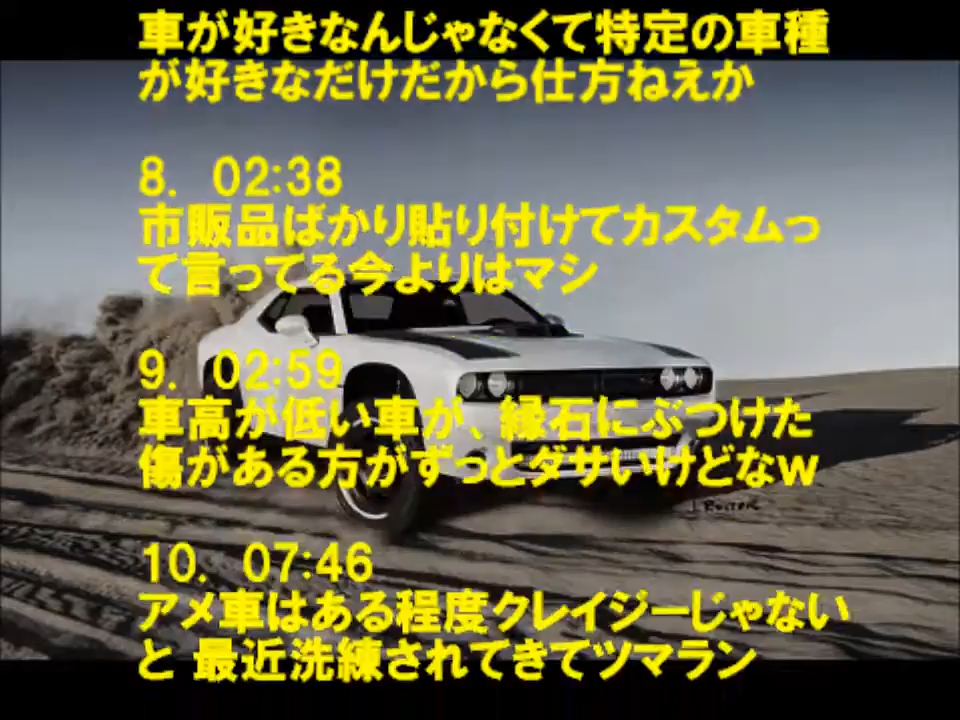 車が好きなんじゃなくて特定の車種
が好きなだけだから仕方ねえか
8. 02:38
市販品ばかり貼り付けてカスタムっ
て言ってる今よりはマシ
9. 02:59
車高が低い車が、縁石にぶつけた
傷がある方がずっとダサいけどなw
10. 07:46
アメ車はある程度クレイジーじゃない
と 最近洗練されてきてツマラン